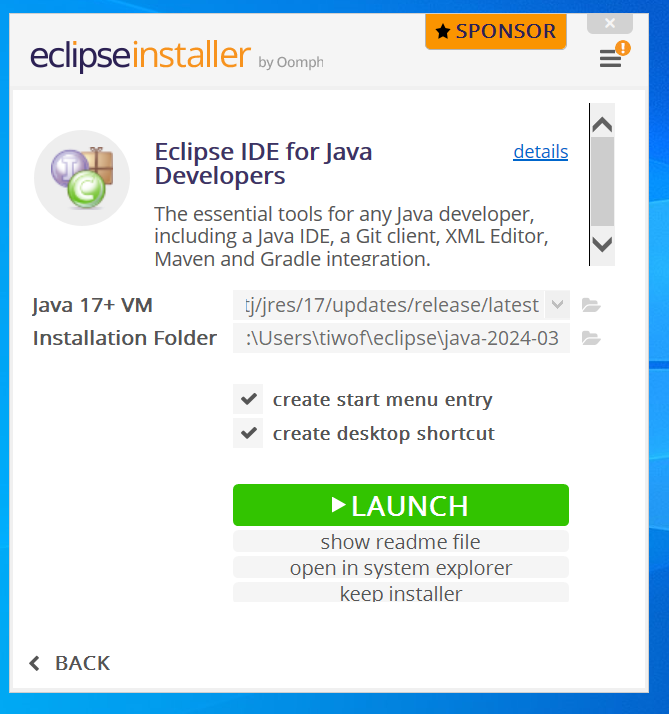 ★ SPONSOR
eclipseinstaller by Oomph
!
Eclipse IDE for Java
Developers
details
The essential tools for any Java developer,
including a Java IDE, a Git client, XML Editor,
Maven and Gradle integration.
Java 17+ VM
tj/jres/17/updates/release/latest
Installation Folder
:\Users\tiwof\eclipse\java-2024-03
create start menu entry
create desktop shortcut
LAUNCH
show readme file
open in system explorer
keep installer
BACK